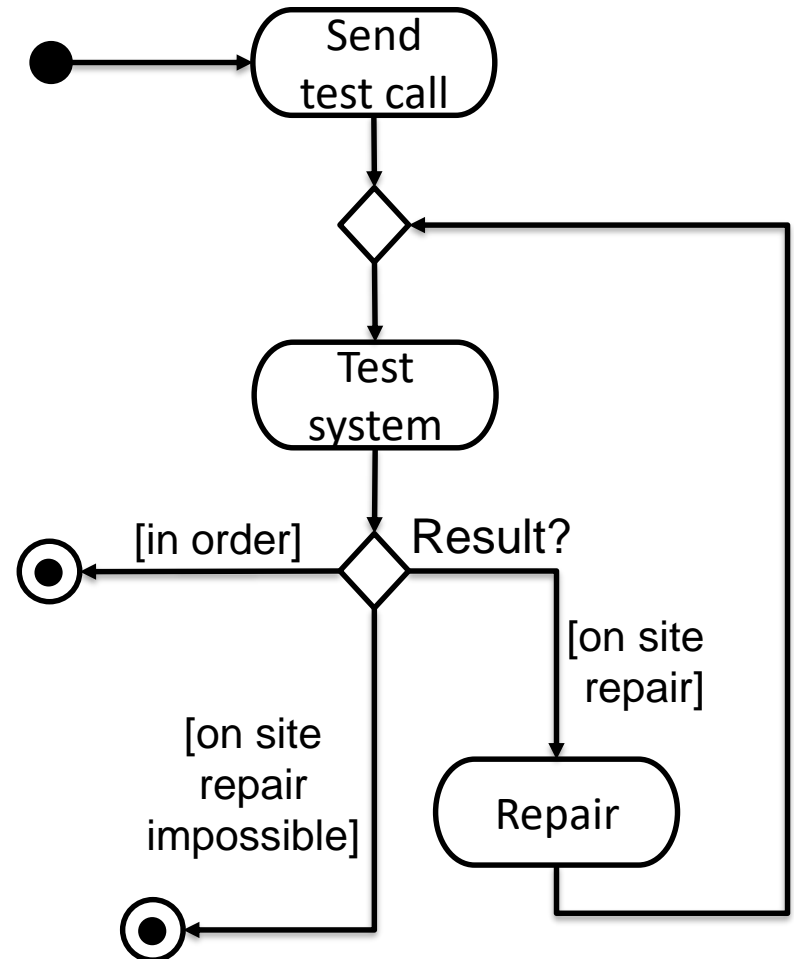 Send
test call
Test
system
[in order]
Result?
[on site
repair]
[on site
repair
impossible]
Repair